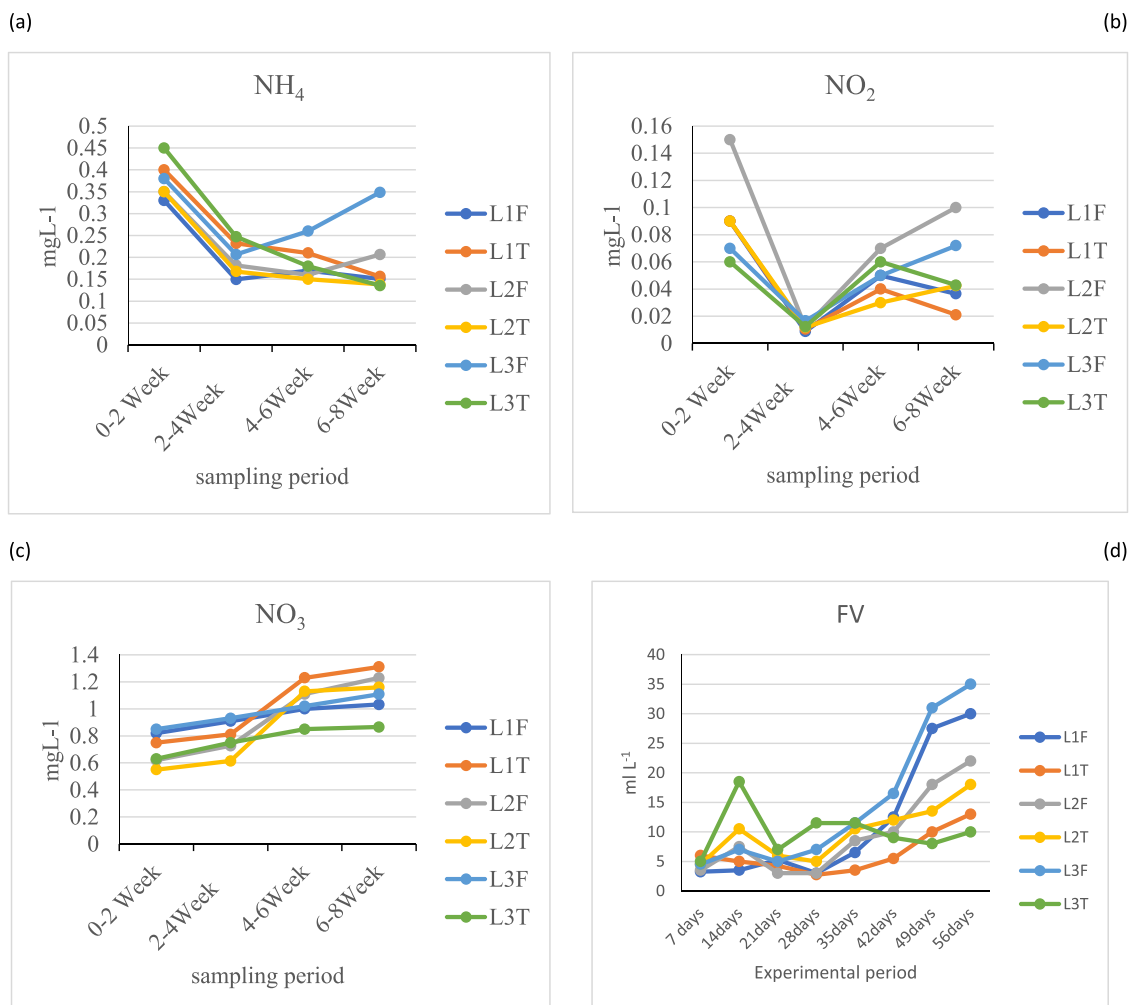 (a)
(b)
NH₄
0.5
0.45
0.4
0.35
0.3
0.25
0.2
0.15
0.1
0.05
0
mgL-1
0-2 Week
2-4Week
4-6Week
6-8Week
sampling period
L1F
L1T
L2F
L2T
L3F
L3T
NO₂
0.16
0.14
0.12
0.1
0.08
0.06
0.04
0.02
0
mgL-1
0-2 Week
2-4Week
4-6Week
6-8Week
sampling period
L1F
L1T
L2F
L2T
L3F
L3T
(c)
(d)
NO₃
1.4
1.2
1
0.8
0.6
0.4
0.2
0
mgL-1
0-2 Week
2-4Week
4-6Week
6-8Week
sampling period
L1F
L1T
L2F
L2T
L3F
L3T
FV
40
35
30
25
20
15
10
5
0
ml L⁻¹
7 days
14days
21days
28days
35days
42days
49days
56days
Experimental period
L1F
L1T
L2F
L2T
L3F
L3T